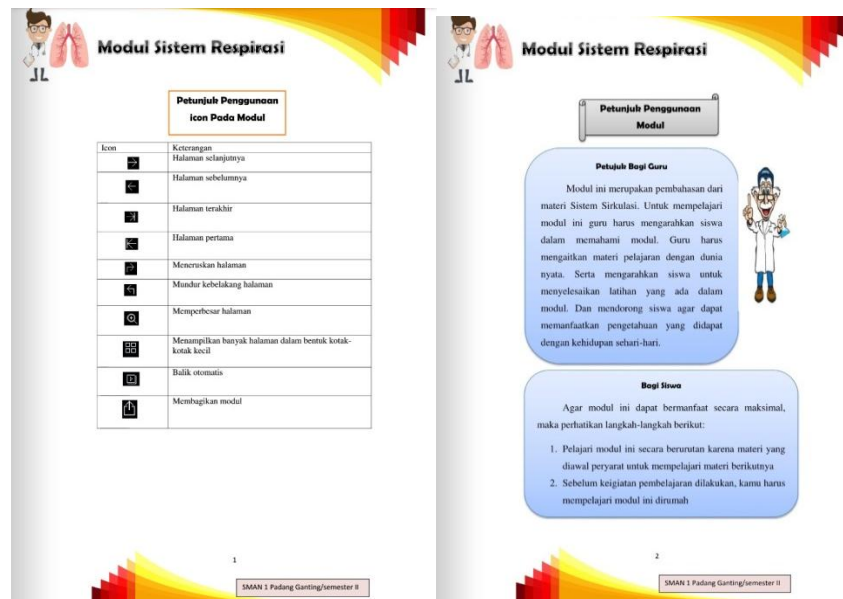 Modul Sistem Respirasi
Petunjuk Penggunaan
icon Pada Modul
Icon Keterangan
Halaman selanjutnya
Halaman sebelumnya
Halaman terakhir
Halaman pertama
Meneruskan halaman
Mundur kebelakang halaman
Memperbesar halaman
Menampilkan banyak halaman dalam bentuk kotak-
kotak kecil
Balik otomatis
Membagikan modul
1
SMAN 1 Padang Ganting/semester II
Modul Sistem Respirasi
Petunjuk Penggunaan
Modul
Petujuk Bagi Guru
Modul ini merupakan pembahasan dari
materi Sistem Sirkulasi. Untuk mempelajari
modul ini guru harus mengarahkan siswa
dalam memahami modul. Guru harus
mengaitkan materi pelajaran dengan dunia
nyata. Serta mengarahkan siswa untuk
menyelesaikan latihan yang ada dalam
modul. Dan mendorong siswa agar dapat
memanfaatkan pengetahuan yang didapat
dengan kehidupan sehari-hari.
Bagi Siswa
Agar modul ini dapat bermanfaat secara maksimal,
maka perhatikan langkah-langkah berikut:
1. Pelajari modul ini secara berurutan karena materi yang
diawal peryarat untuk mempelajari materi berikutnya
2. Sebelum keigiatan pembelajaran dilakukan, kamu harus
mempelajari modul ini dirumah
2
SMAN 1 Padang Ganting/semester II